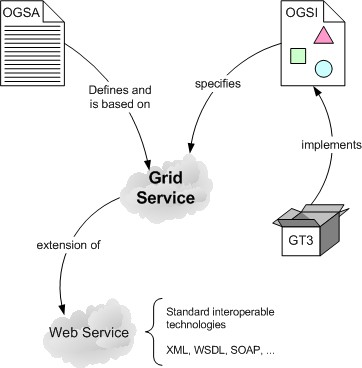 OGSA
OGSI
Defines and
is based on
specifies
implements
Grid
Service
GT3
extension of
Web Service
Standard interoperable
technologies
XML, WSDL, SOAP, ...